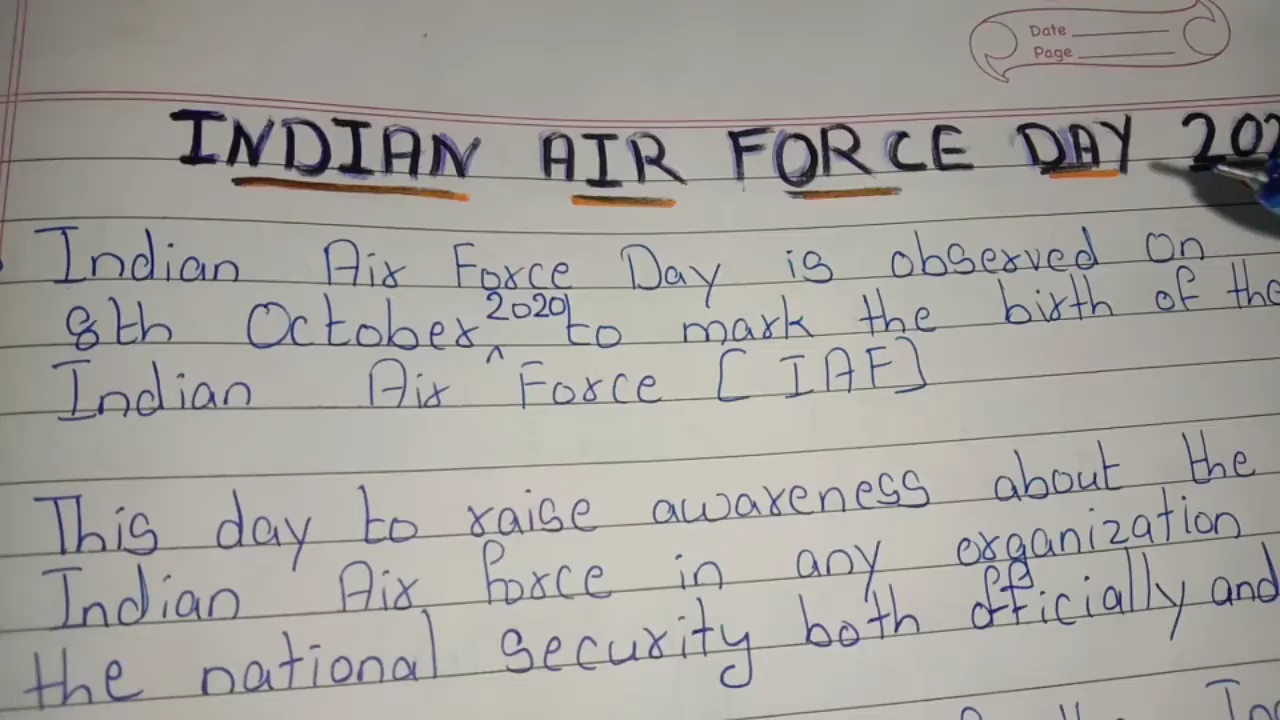 Date
Page
INDIAN AIR FORCE DAY
Indian Air Force Day is observed on
8th October ^ 2020 to mark the birth of the
Indian Air Force [IAF]
This day to raise awareness about the
Indian Air force in any organization
the national security both officially and